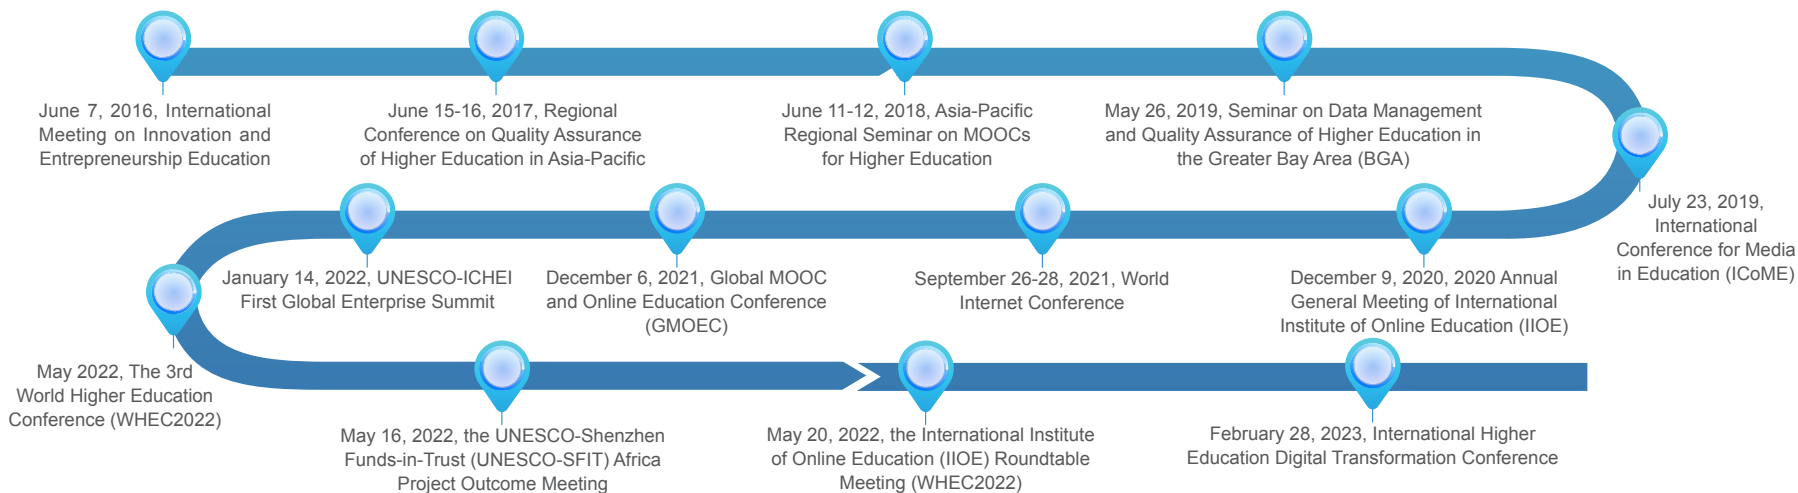 June 7, 2016, International
Meeting on Innovation and
Entrepreneurship Education
June 15-16, 2017, Regional
Conference on Quality Assurance
of Higher Education in Asia-Pacific
June 11-12, 2018, Asia-Pacific
Regional Seminar on MOOCs
for Higher Education
May 26, 2019, Seminar on Data Management
and Quality Assurance of Higher Education in
the Greater Bay Area (BGA)
July 23, 2019,
International
Conference for Media
in Education (ICoME)
December 9, 2020, 2020 Annual
General Meeting of International
Institute of Online Education (IIOE)
September 26-28, 2021, World
Internet Conference
December 6, 2021, Global MOOC
and Online Education Conference
(GMOEC)
January 14, 2022, UNESCO-ICHEI
First Global Enterprise Summit
May 2022, The 3rd
World Higher Education
Conference (WHEC2022)
May 16, 2022, the UNESCO-Shenzhen
Funds-in-Trust (UNESCO-SFIT) Africa
Project Outcome Meeting
May 20, 2022, the International Institute
of Online Education (IIOE) Roundtable
Meeting (WHEC2022)
February 28, 2023, International Higher
Education Digital Transformation Conference